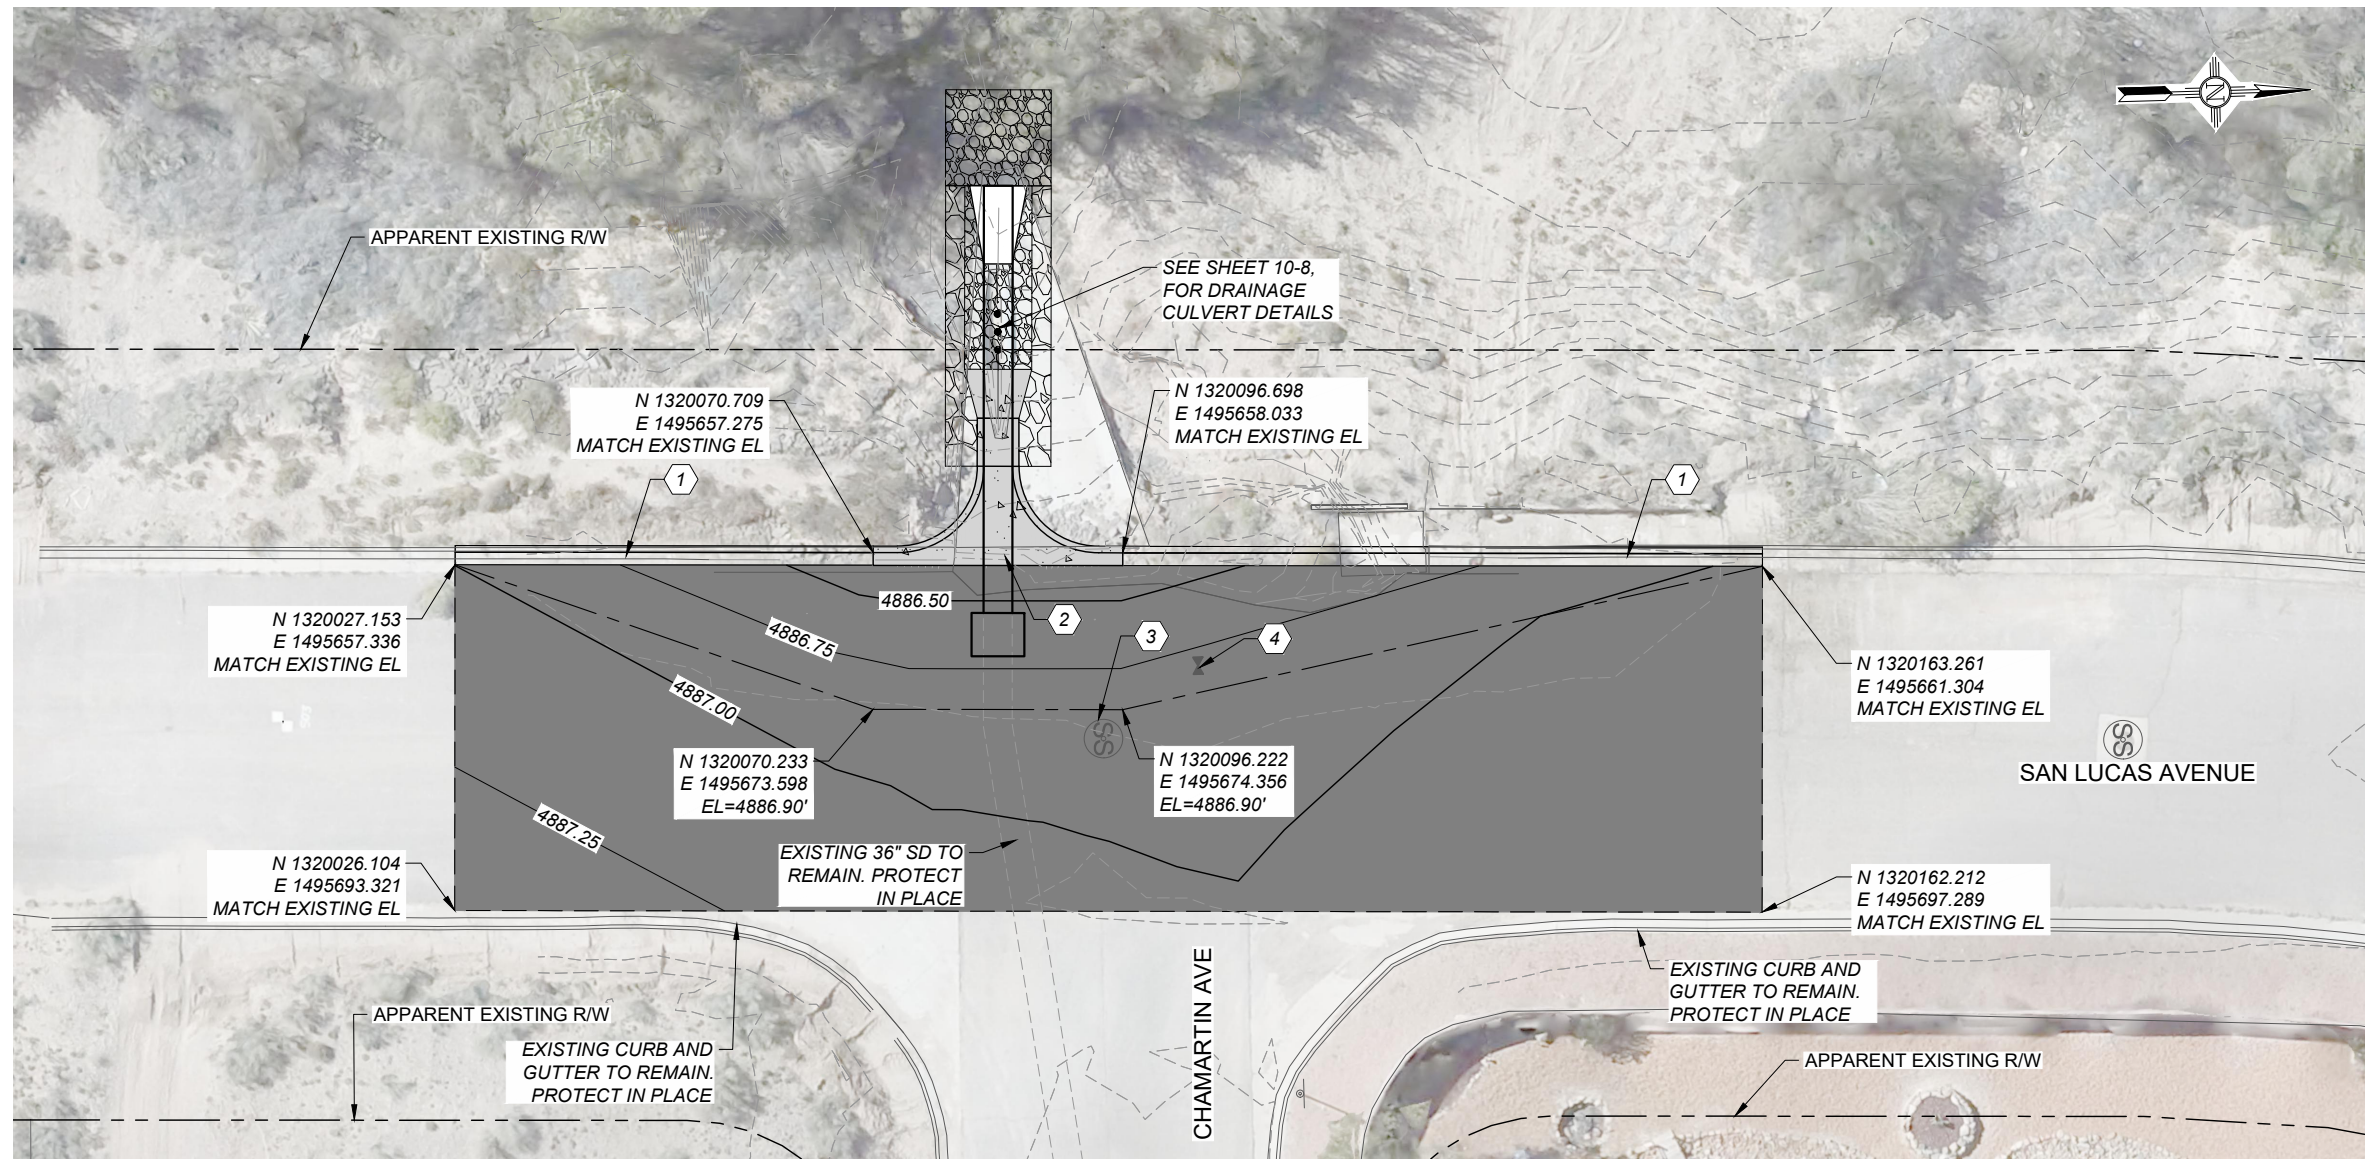 N
APPARENT EXISTING R/W
SEE SHEET 10-8,
FOR DRAINAGE
CULVERT DETAILS
N 1320070.709
E 1495657.275
MATCH EXISTING EL
N 1320096.698
E 1495658.033
MATCH EXISTING EL
1
1
4886.50
2
3
4
4886.75
N 1320027.153
E 1495657.336
MATCH EXISTING EL
N 1320163.261
E 1495661.304
MATCH EXISTING EL
4887.00
SS
SS
SAN LUCAS AVENUE
N 1320070.233
E 1495673.598
EL=4886.90'
N 1320096.222
E 1495674.356
EL=4886.90'
4887.25
EXISTING 36" SD TO
REMAIN. PROTECT
IN PLACE
N 1320026.104
E 1495693.321
MATCH EXISTING EL
N 1320162.212
E 1495697.289
MATCH EXISTING EL
CHAMARTIN AVE
EXISTING CURB AND
GUTTER TO REMAIN.
PROTECT IN PLACE
APPARENT EXISTING R/W
EXISTING CURB AND
GUTTER TO REMAIN.
PROTECT IN PLACE
APPARENT EXISTING R/W